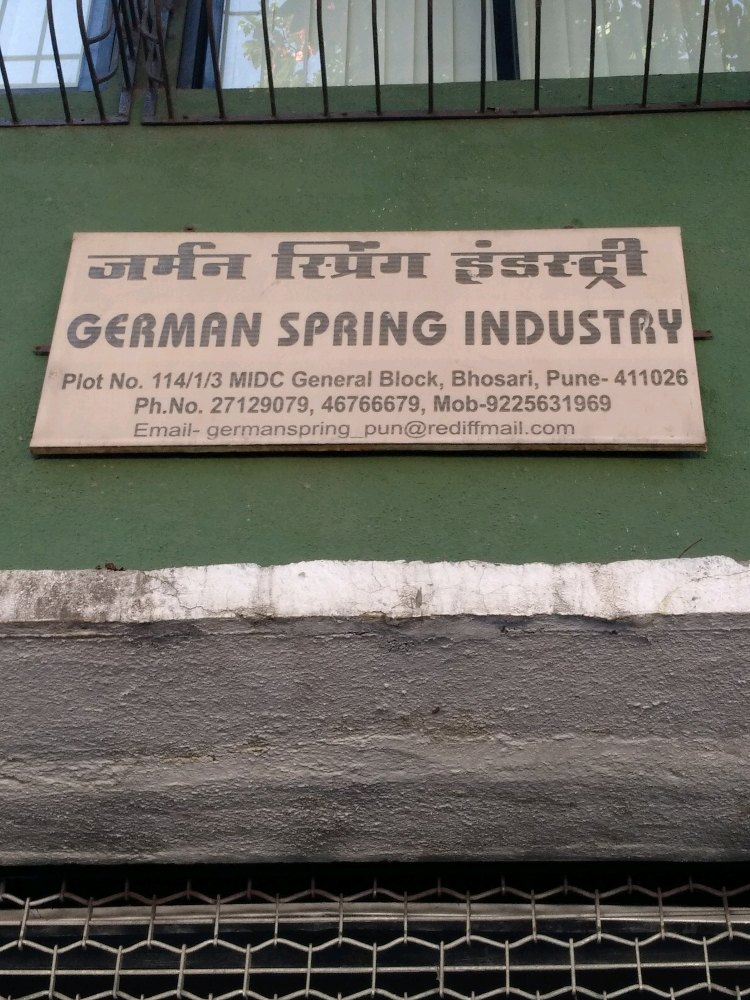 जर्मन स्प्रिंग इंडस्ट्री
GERMAN SPRING INDUSTRY
Plot No. 114/1/3 MIDC General Block, Bhosari, Pune- 411026
Ph.No. 27129079, 46766679, Mob-9225631969
Email- germanspring_pun@rediffmail.com